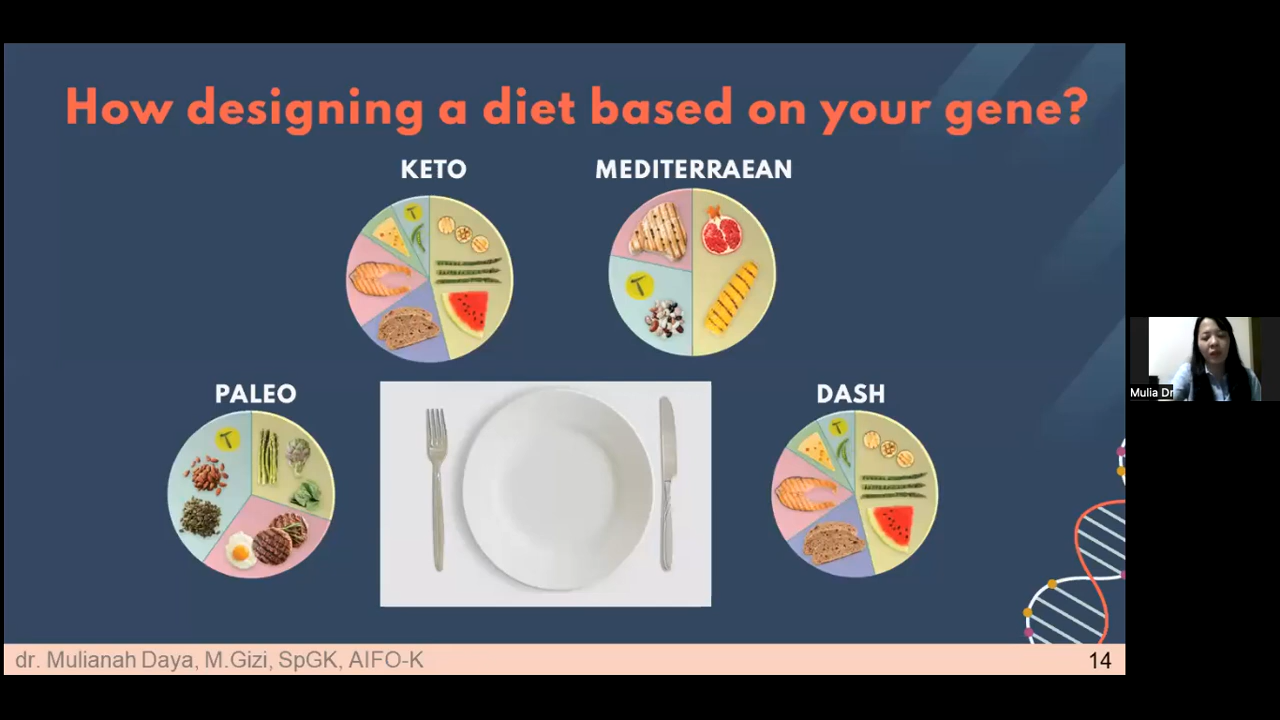 How designing a diet based on your gene?
KETO
MEDITERRAEAN
PALEO
DASH
Mulia Dr
dr. Mulianah Daya, M.Gizi, SpGK, AIFO-K
14